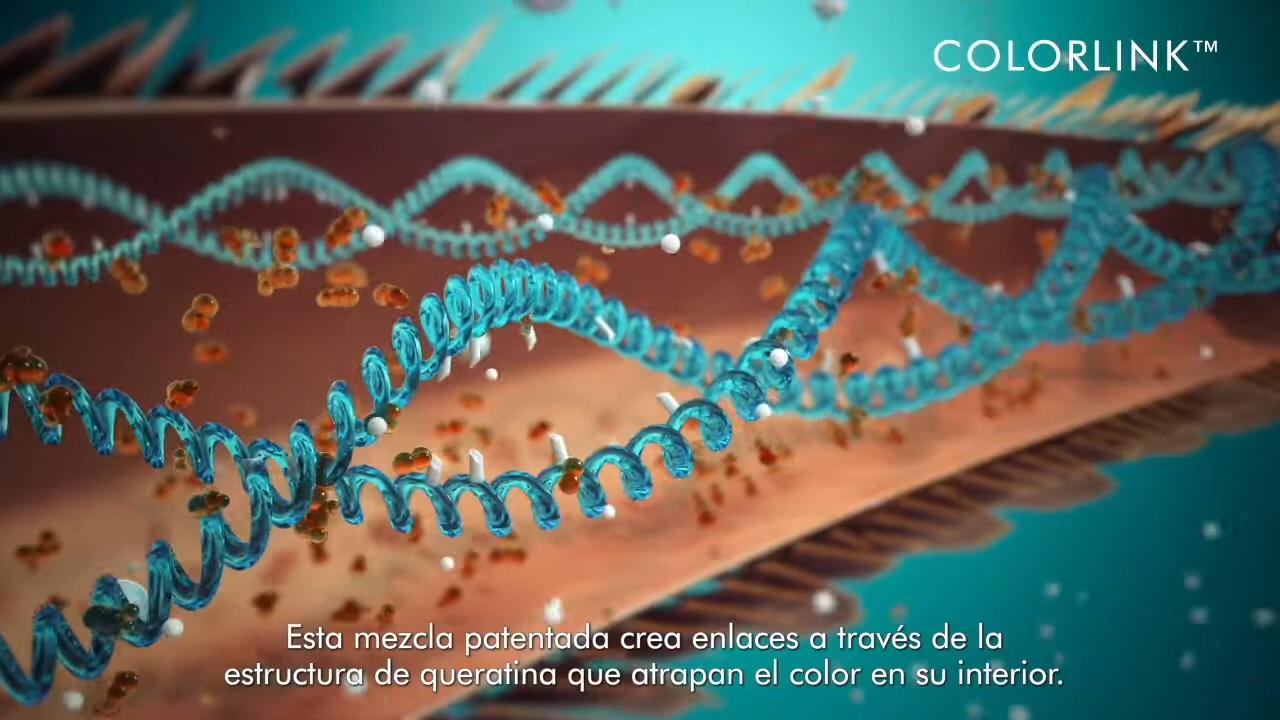 COLORLINK™
Esta mezcla patentada crea enlaces a través de la
estructura de queratina que atrapan el color en su interior.